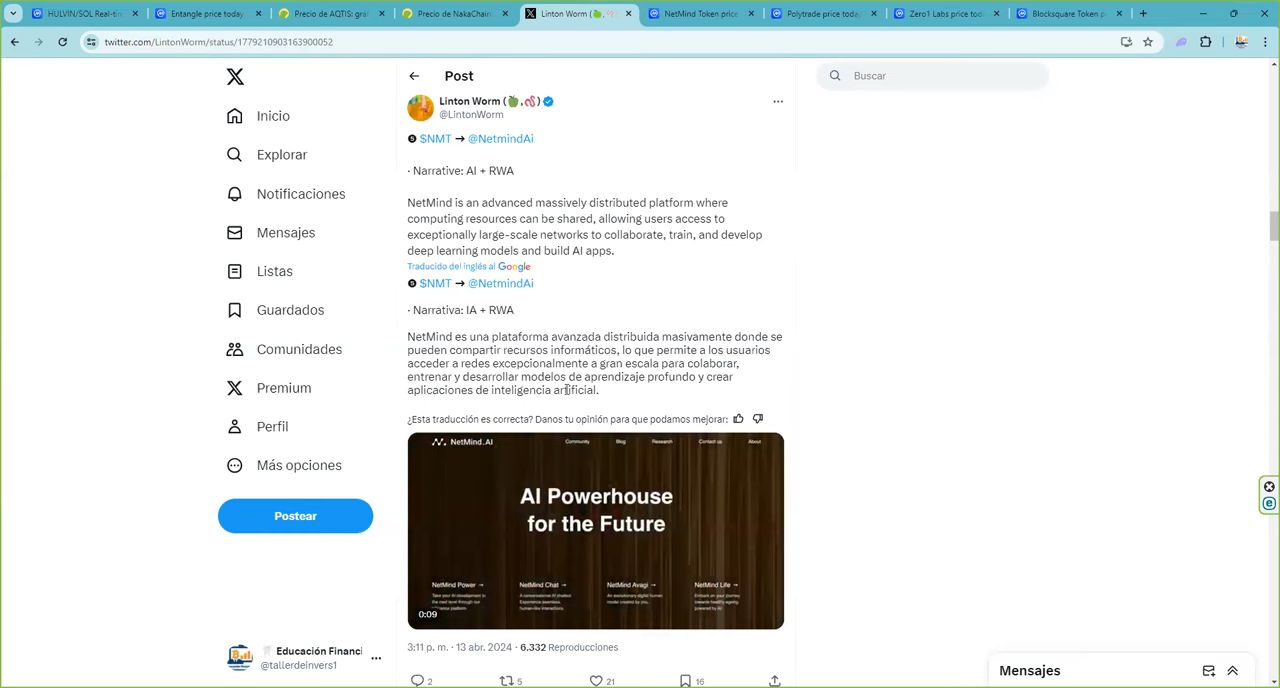 HULVIN/SOL Real-tim
Entangle price today
Precio de AQTIS: gráf
Precio de NakaChain
Linton Worm (
NetMind Token price
Polytrade price today
Zero1 Labs price tod
Blocksquare Token p
twitter.com/LintonWorm/status/1779210903163900052
Post
Buscar
Inicio
Explorar
Notificaciones
Mensajes
Listas
Guardados
Comunidades
Premium
Perfil
Más opciones
Postear
Educación Financi
@tallerdeinvers1
Linton Worm (🍏,🪱)
@LintonWorm
$NMT → @NetmindAi
· Narrative: AI + RWA
NetMind is an advanced massively distributed platform where
computing resources can be shared, allowing users access to
exceptionally large-scale networks to collaborate, train, and develop
deep learning models and build AI apps.
Traducido del inglés al Google
$NMT → @NetmindAi
· Narrativa: IA + RWA
NetMind es una plataforma avanzada distribuida masivamente donde se
pueden compartir recursos informáticos, lo que permite a los usuarios
acceder a redes excepcionalmente a gran escala para colaborar,
entrenar y desarrollar modelos de aprendizaje profundo y crear
aplicaciones de inteligencia artificial.
¿Esta traducción es correcta? Danos tu opinión para que podamos mejorar:
NetMind.AI
Community
Blog
Research
Contact us
About
AI Powerhouse
for the Future
NetMind Power →
NetMind Chat →
NetMind Avagi →
NetMind Life →
0:09
3:11 p. m. · 13 abr. 2024 · 6.332 Reproducciones
2
5
21
16
Mensajes